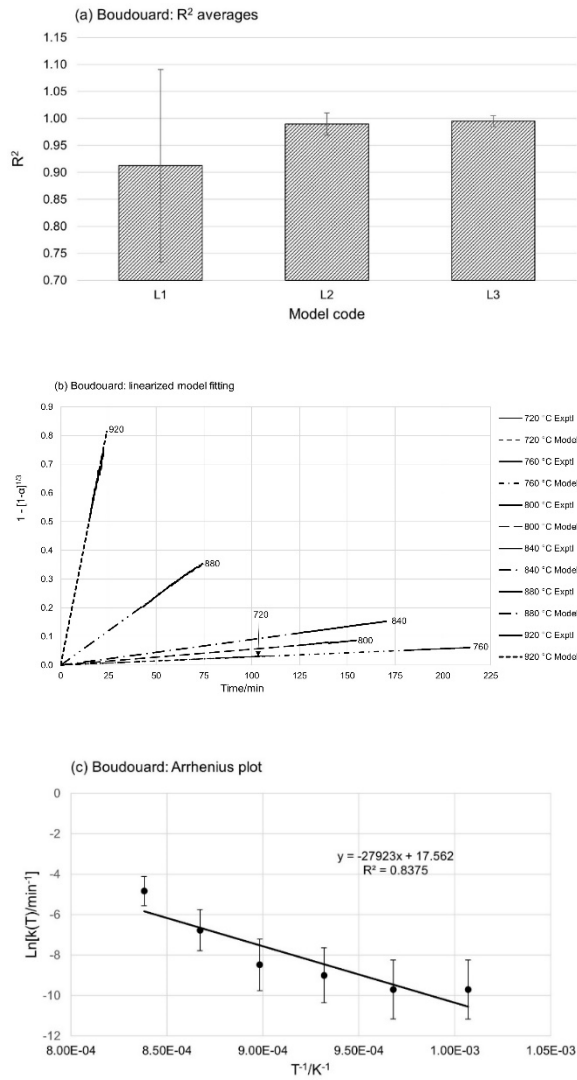 (a) Boudouard: R² averages
1.15
1.10
1.05
1.00
0.95
0.90
0.85
0.80
0.75
0.70
R²
L1 L2 L3
Model code
(b) Boudouard: linearized model fitting
0.9
0.8
0.7
0.6
0.5
0.4
0.3
0.2
0.1
0.0
1 - [1-α]^1/3
920
880
720
840
800
760
0 25 50 75 100 125 150 175 200 225
Time/min
720 °C Exptl
720 °C Model
760 °C Exptl
760 °C Model
800 °C Exptl
800 °C Model
840 °C Exptl
840 °C Model
880 °C Exptl
880 °C Model
920 °C Exptl
920 °C Model
(c) Boudouard: Arrhenius plot
0
-2
-4
-6
-8
-10
-12
Ln[k(T)/min⁻¹]
y = -27923x + 17.562
R² = 0.8375
8.00E-04 8.50E-04 9.00E-04 9.50E-04 1.00E-03 1.05E-03
T⁻¹/K⁻¹